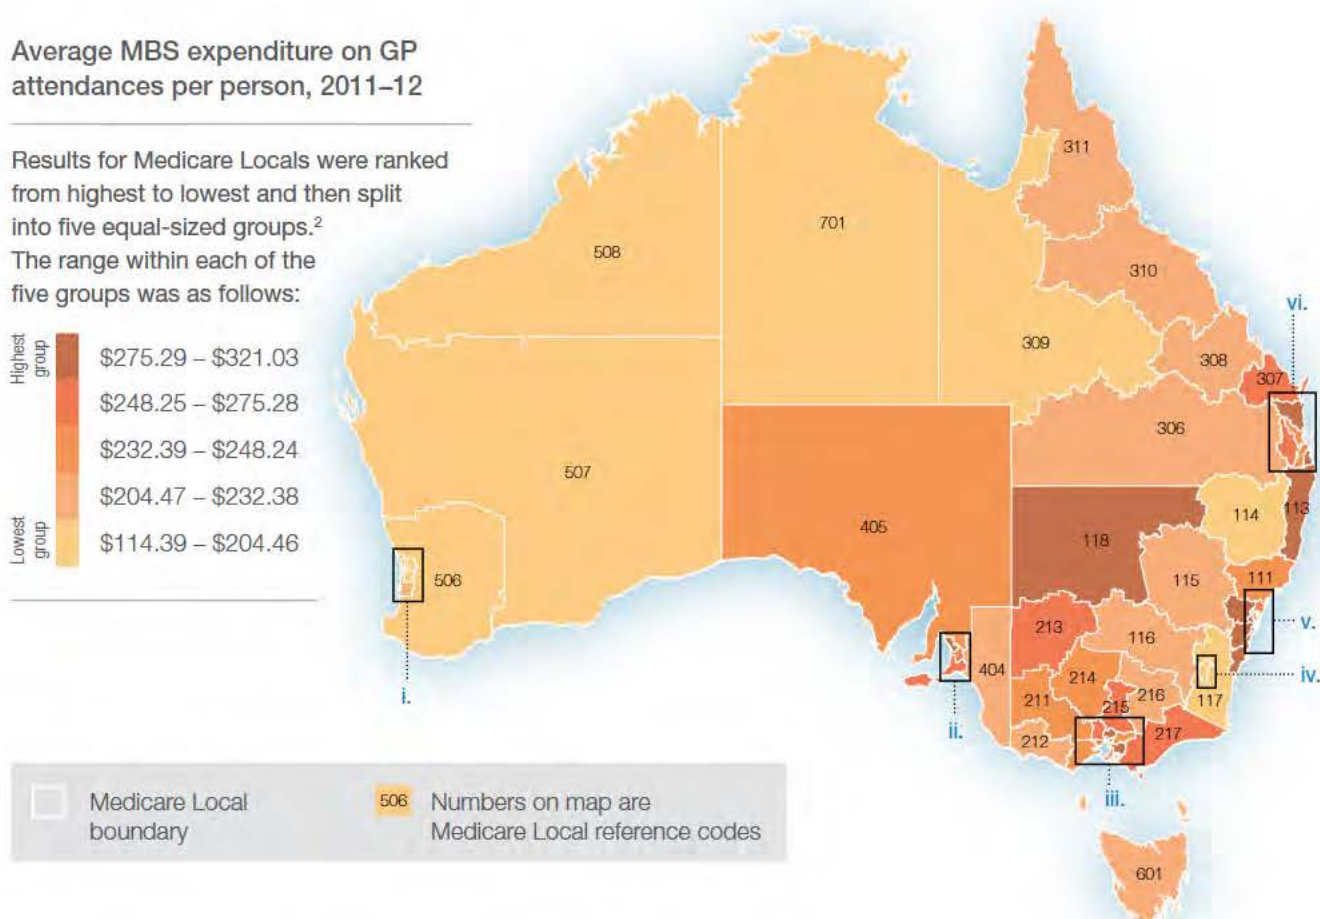 Average MBS expenditure on GP
attendances per person, 2011–12
Results for Medicare Locals were ranked
from highest to lowest and then split
into five equal-sized groups.²
The range within each of the
five groups was as follows:
Highest
group
$275.29 – $321.03
$248.25 – $275.28
$232.39 – $248.24
$204.47 – $232.38
$114.39 – $204.46
Lowest
group
311
701
508
310
vi.
309
308
307
306
507
114
113
405
118
506
115
111
213
116
v.
404
214
iv.
i.
211
216
117
215
ii.
212
217
iii.
Medicare Local
boundary
506
Numbers on map are
Medicare Local reference codes
601